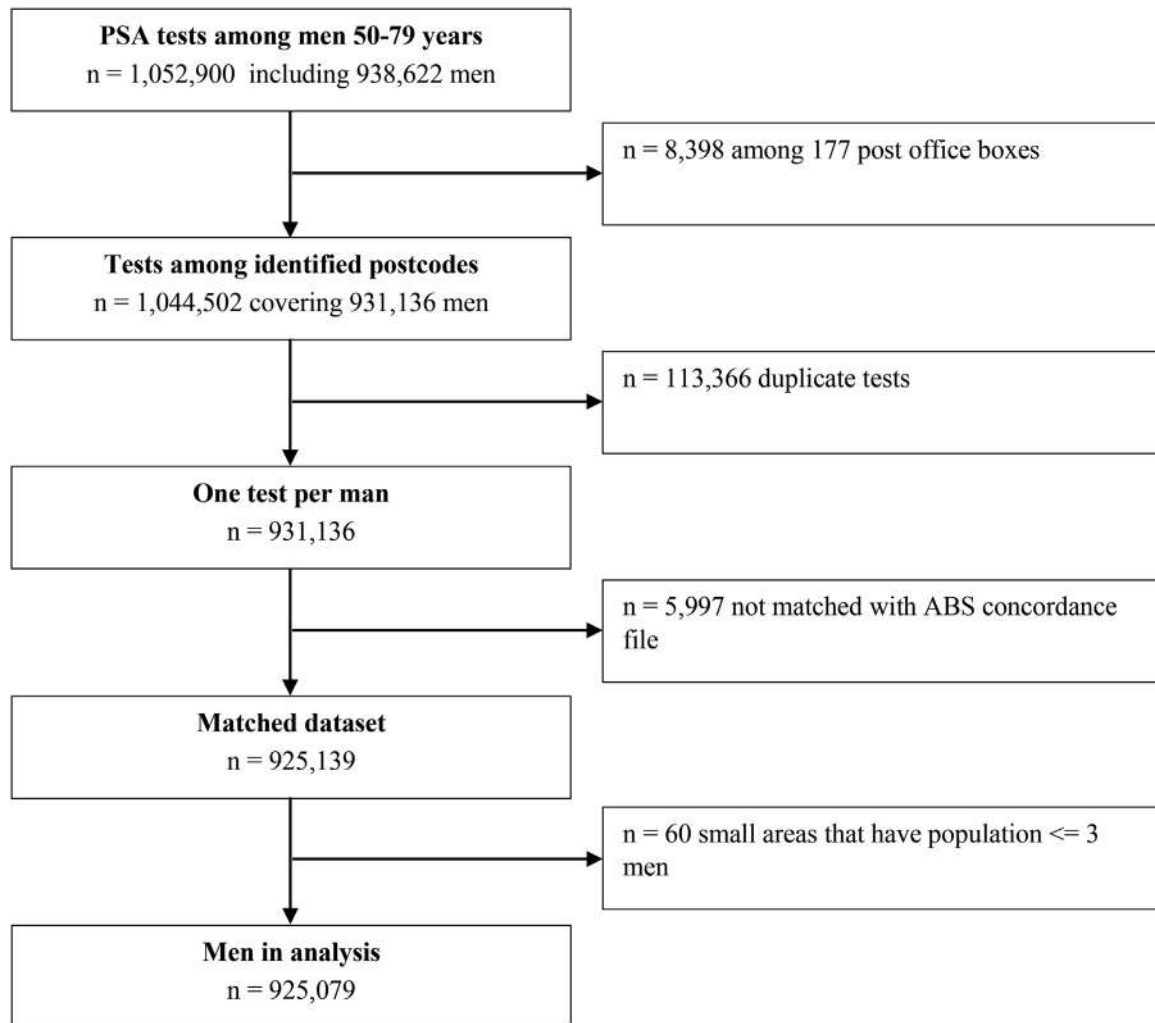 PSA tests among men 50-79 years
n = 1,052,900 including 938,622 men
n = 8,398 among 177 post office boxes
Tests among identified postcodes
n = 1,044,502 covering 931,136 men
n = 113,366 duplicate tests
One test per man
n = 931,136
n = 5,997 not matched with ABS concordance
file
Matched dataset
n = 925,139
n = 60 small areas that have population <= 3
men
Men in analysis
n = 925,079